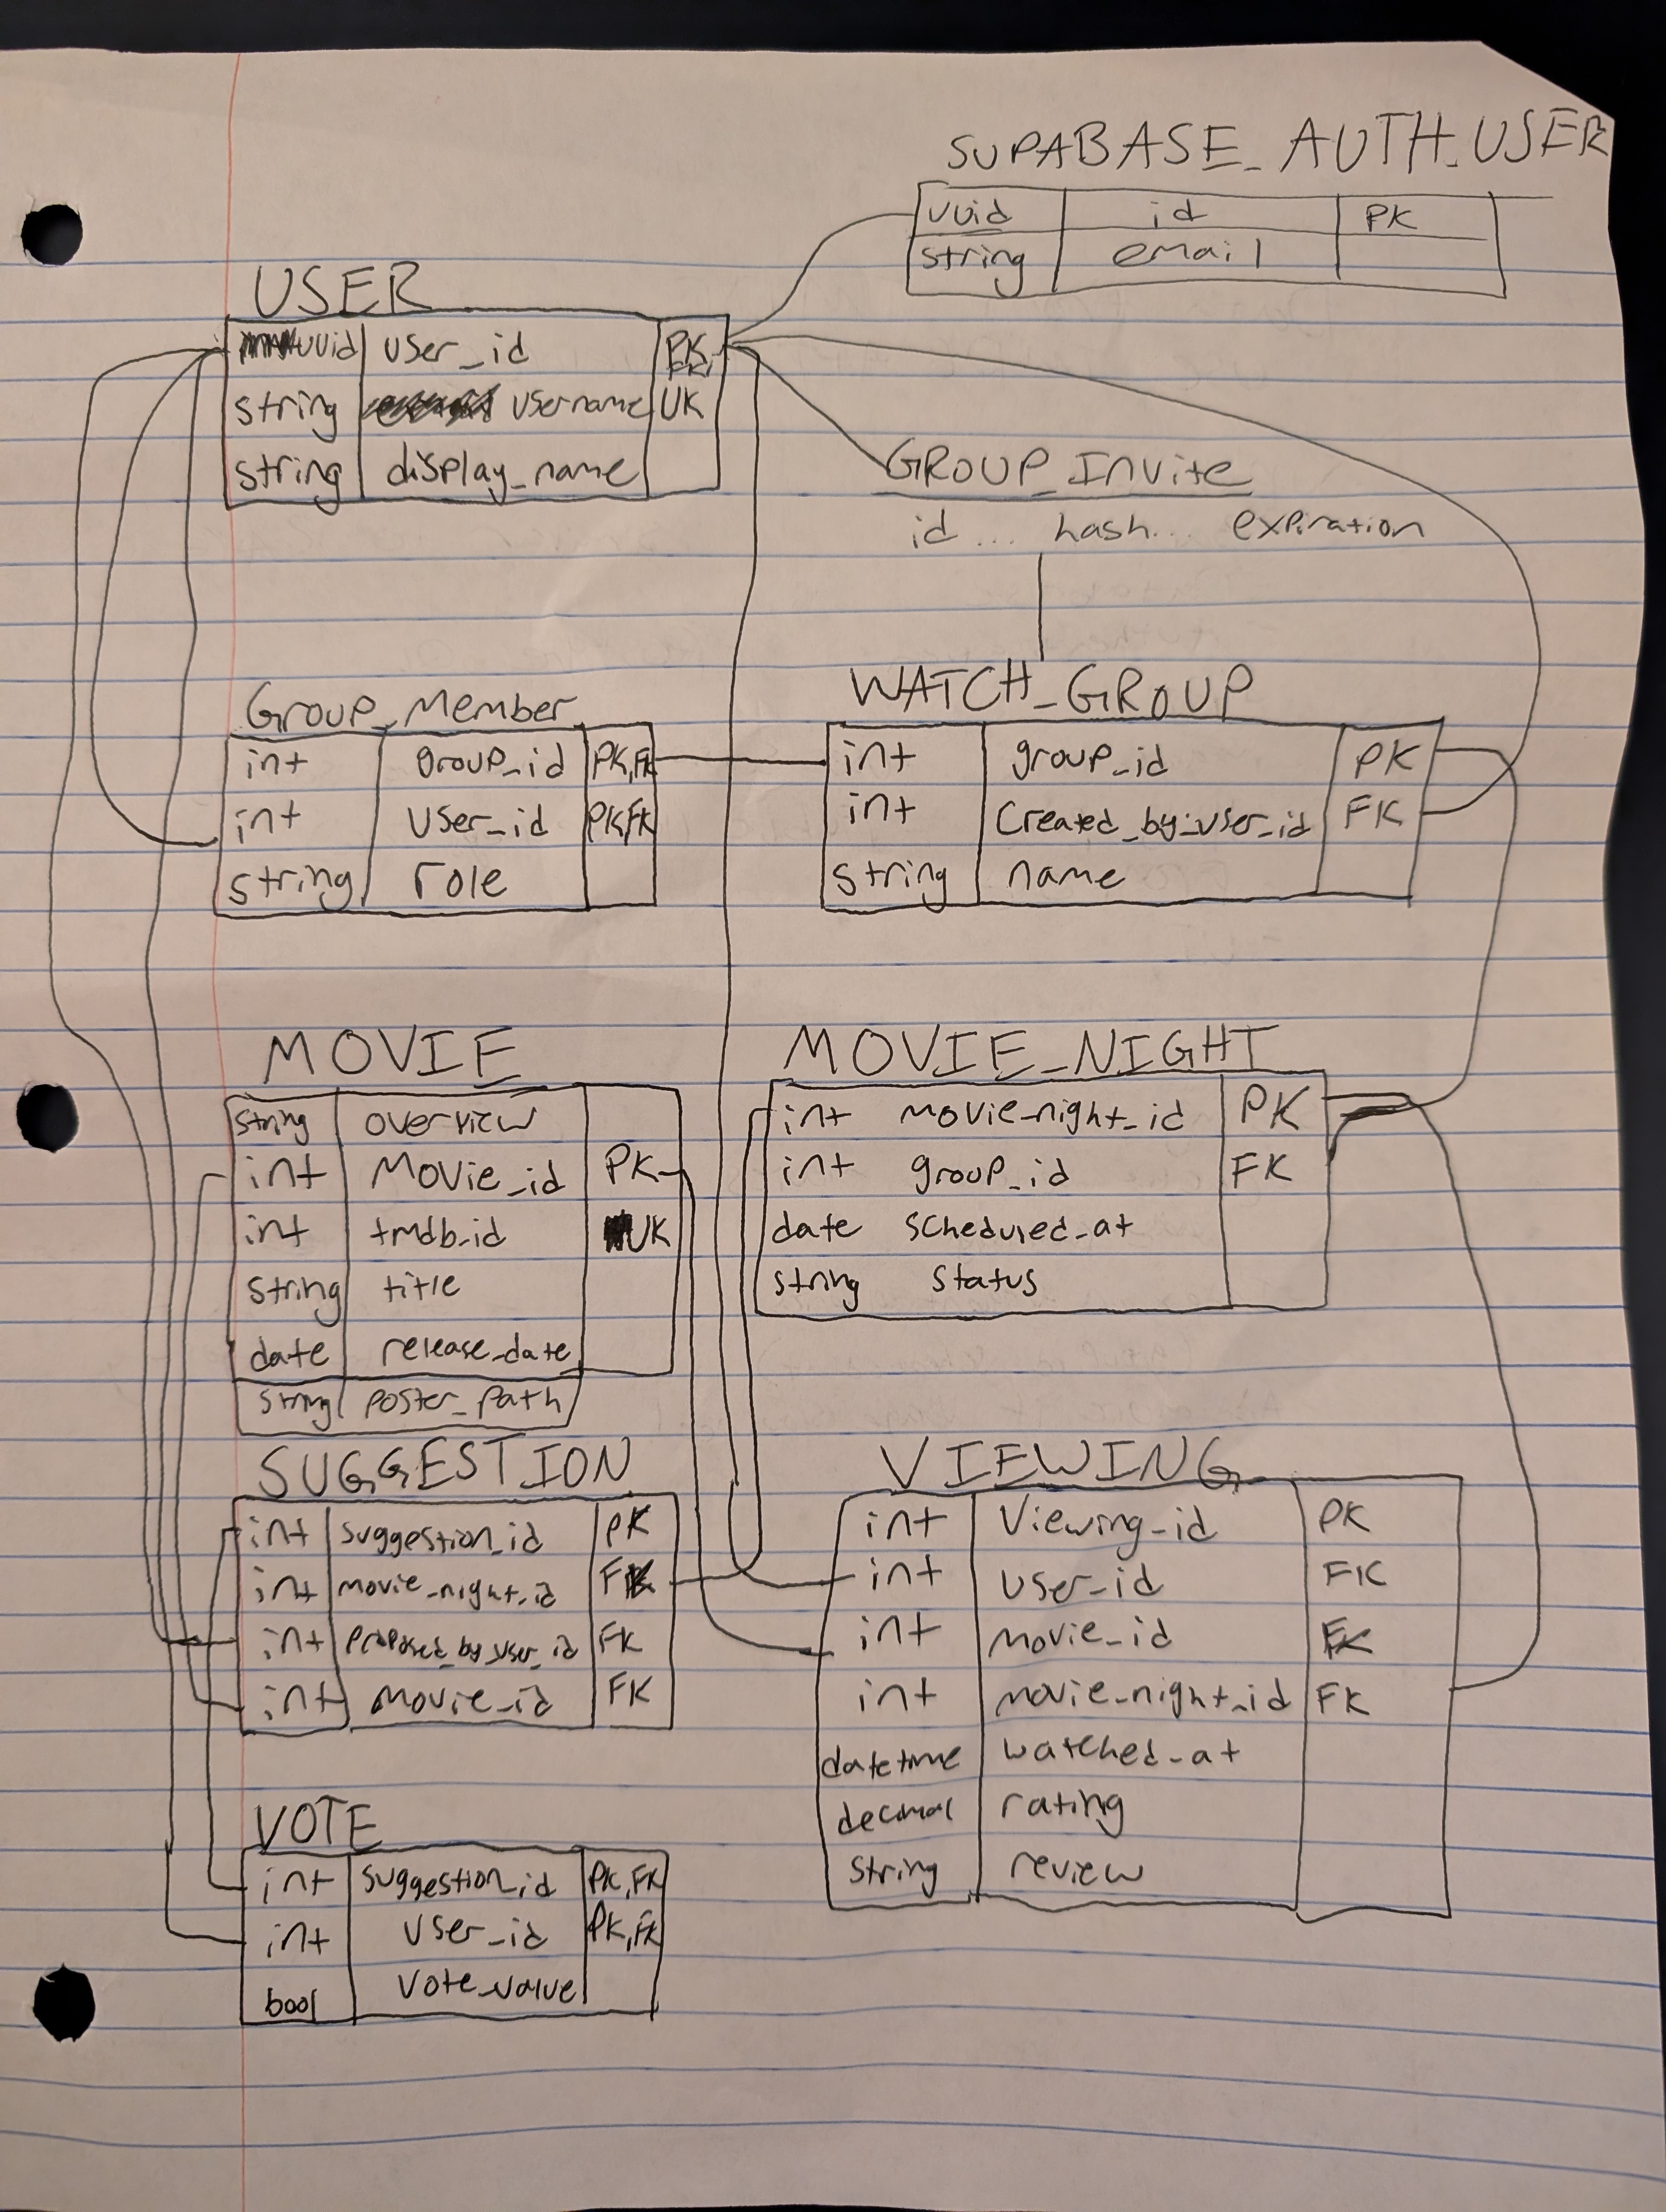 SUPABASE_AUTH.USER
uuid id PK
string email
USER
uuid user_id PK, FK
string username UK
string display_name
GROUP_Invite
id ... hash... expiration
Group_Member
int group_id PK,FK
int user_id PK,FK
string role
WATCH_GROUP
int group_id PK
int Created_by_user_id FK
string name
MOVIE
string overview
int Movie_id PK
int tmdb_id UK
string title
date release_date
string poster_path
MOVIE_NIGHT
int movie_night_id PK
int group_id FK
date scheduled_at
string status
SUGGESTION
int suggestion_id PK
int movie_night_id FK
int proposed_by_user_id FK
int movie_id FK
VIEWING
int Viewing_id PK
int user_id FK
int movie_id FK
int movie_night_id FK
datetime watched_at
decimal rating
string review
VOTE
int suggestion_id PK,FK
int user_id PK,FK
bool vote_value